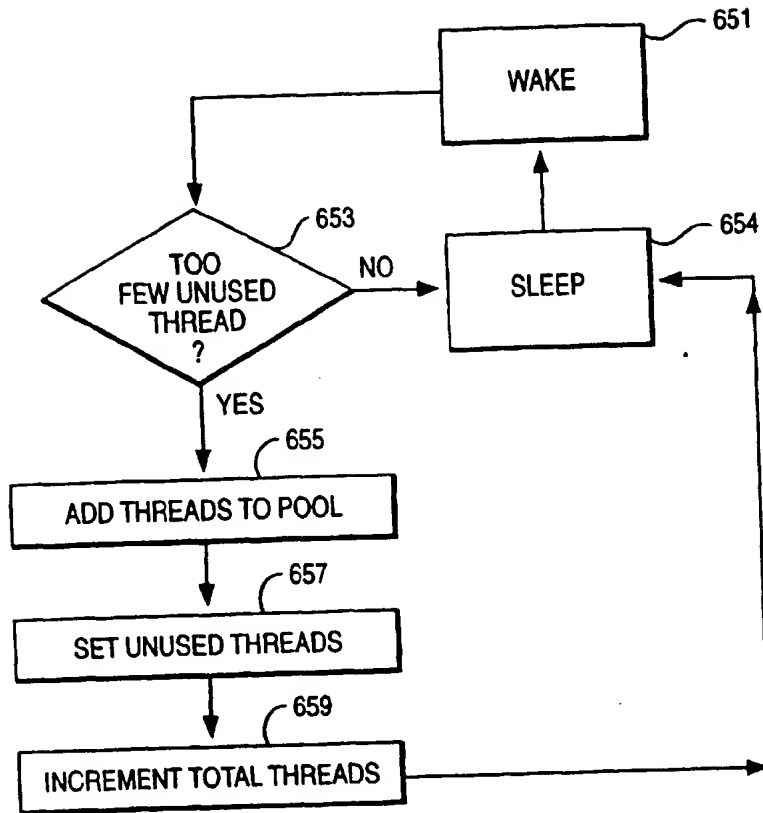 651
WAKE
653
TOO
FEW UNUSED
THREAD
?
NO
654
SLEEP
YES
655
ADD THREADS TO POOL
657
SET UNUSED THREADS
659
INCREMENT TOTAL THREADS